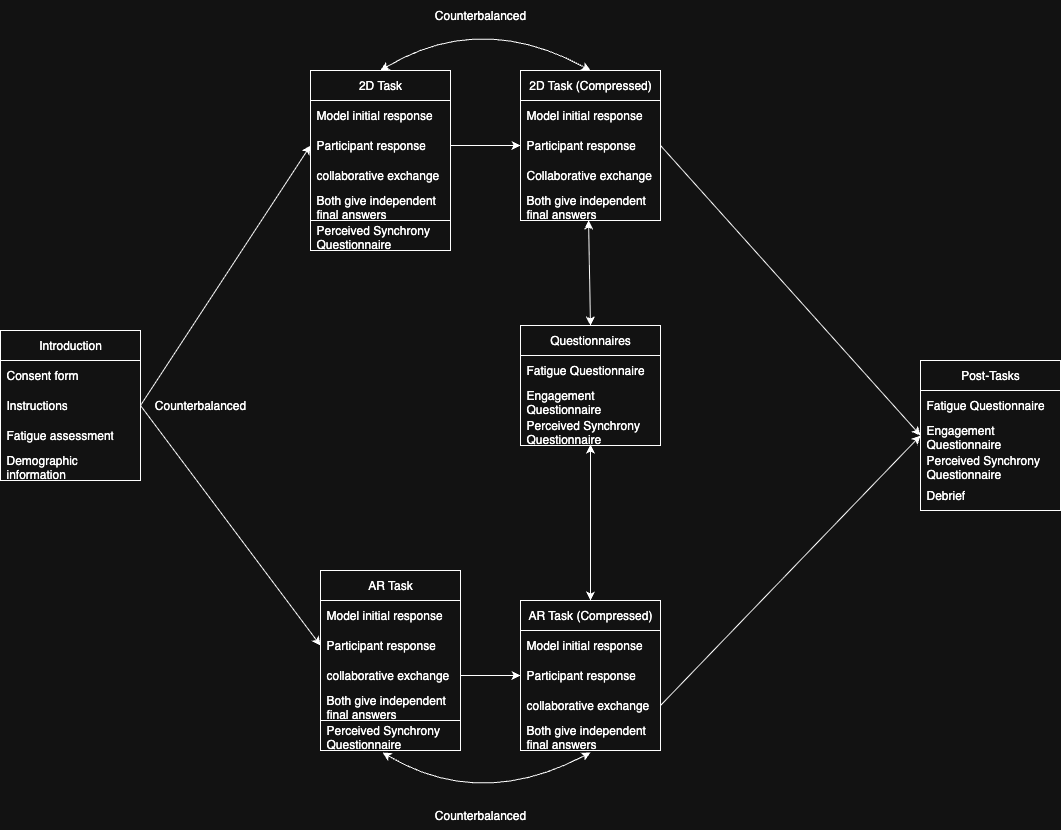 Counterbalanced
2D Task
Model initial response
Participant response
collaborative exchange
Both give independent
final answers
Perceived Synchrony
Questionnaire
2D Task (Compressed)
Model initial response
Participant response
Collaborative exchange
Both give independent
final answers
Introduction
Consent form
Instructions
Fatigue assessment
Demographic
information
Counterbalanced
Questionnaires
Fatigue Questionnaire
Engagement
Questionnaire
Perceived Synchrony
Questionnaire
Post-Tasks
Fatigue Questionnaire
Engagement
Questionnaire
Perceived Synchrony
Questionnaire
Debrief
AR Task
Model initial response
Participant response
collaborative exchange
Both give independent
final answers
Perceived Synchrony
Questionnaire
AR Task (Compressed)
Model initial response
Participant response
collaborative exchange
Both give independent
final answers
Counterbalanced